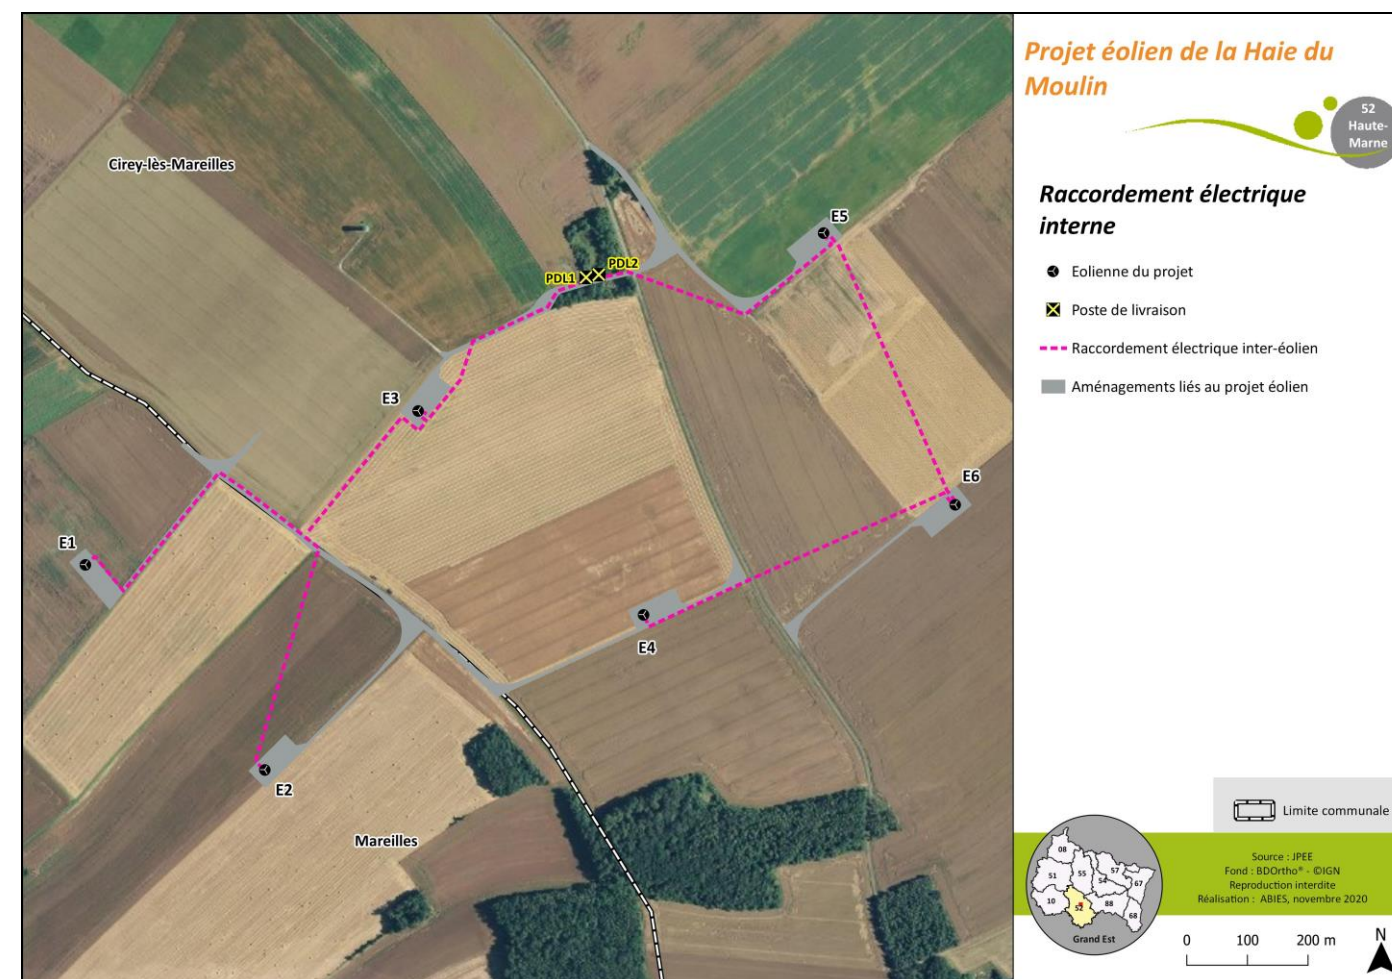 Projet éolien de la Haie du
Moulin
52
Haute-
Marne
Raccordement électrique
interne
Eolienne du projet
Poste de livraison
Raccordement électrique inter-éolien
Aménagements liés au projet éolien
Cirey-lès-Mareilles
E5
PDL1
PDL2
E3
E6
E1
E4
E2
Mareilles
Limite communale
08
51
55
54
57
67
10
52
88
68
Grand Est
Source : JPEE
Fond : BDOrtho® - ©IGN
Reproduction interdite
Réalisation : ABIES, novembre 2020
0 100 200 m
N